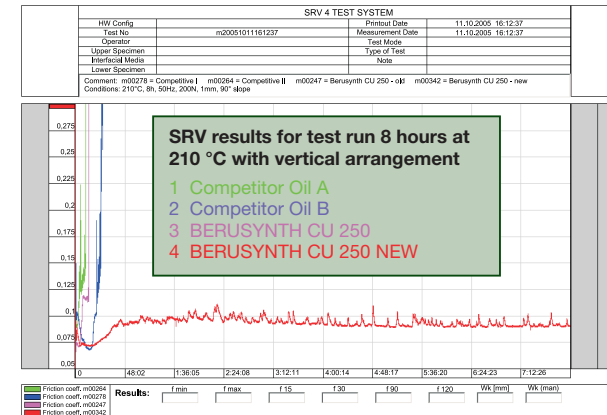 SRV 4 TEST SYSTEM
HW Config Printout Date 11.10.2005 16:12:37
Test No m20051011161237 Measurement Date 11.10.2005 16:12:37
Operator Test Mode
Upper Specimen Type of Test
Interfacial Media Note
Lower Specimen
Comment: m00278 = Competitive I m00264 = Competitive II m00247 = Berusynth CU 250 - old m00342 = Berusynth CU 250 - new
Conditions: 210°C, 8h, 50Hz, 200N, 1mm, 90° slope
SRV results for test run 8 hours at
210 °C with vertical arrangement
1 Competitor Oil A
2 Competitor Oil B
3 BERUSYNTH CU 250
4 BERUSYNTH CU 250 NEW
0,275
0,25
0,225
0,2
0,175
0,15
0,125
0,1
0,075
0,05
0 48:02 1:36:05 2:24:08 3:12:11 4:00:14 4:48:17 5:36:20 6:24:23 7:12:26
Friction coeff. m00264
Friction coeff. m00278
Friction coeff. m00247
Friction coeff. m00342
Results: f min f max f 15 f 30 f 90 f 120 Wk [mm] Wk (man)